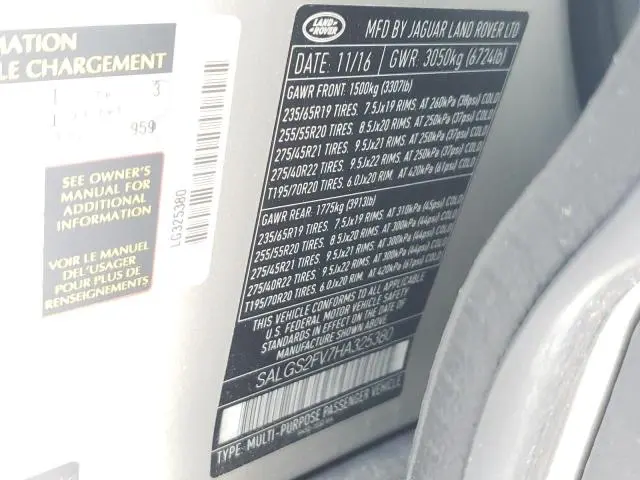 MATION
LE CHARGEMENT
3
959
SEE OWNER'S
MANUAL FOR
ADDITIONAL
INFORMATION
VOIR LE MANUEL
DEL'USAGER
POUR PLUS DE
RENSEIGNEMENTS
LG325380
LAND
ROVER
MFD BY JAGUAR LAND ROVER LTD
DATE: 11/16 GWR: 3050kg (6724lb)
GAWR FRONT: 1500kg (3307lb)
235/65R19 TIRES. 7.5Jx19 RIMS. AT 260kPa (38psi) COLD
255/55R20 TIRES. 8.5Jx20 RIMS. AT 250kPa (37psi) COLD
275/45R21 TIRES. 9.5Jx21 RIMS. AT 250kPa (37psi) COLD
275/40R22 TIRES. 9.5Jx22 RIMS. AT 250kPa (37psi) COLD
T195/70R20 TIRES. 6.0Jx20 RIM. AT 420kPa (61psi) COLD
GAWR REAR: 1775kg (3913lb)
235/65R19 TIRES. 7.5Jx19 RIMS. AT 310kPa (45psi) COLD
255/55R20 TIRES. 8.5Jx20 RIMS. AT 300kPa (44psi) COLD
275/45R21 TIRES. 9.5Jx21 RIMS. AT 300kPa (44psi) COLD
275/40R22 TIRES. 9.5Jx22 RIMS. AT 300kPa (44psi) COLD
T195/70R20 TIRES. 6.0Jx20 RIM. AT 420kPa (61psi) COLD
THIS VEHICLE CONFORMS TO ALL APPLICABLE
U.S. FEDERAL MOTOR VEHICLE SAFETY
STANDARDS IN EFFECT ON THE DATE OF
MANUFACTURE SHOWN ABOVE
SALGS2FV7HA325380
TYPE: MULTI-PURPOSE PASSENGER VEHICLE